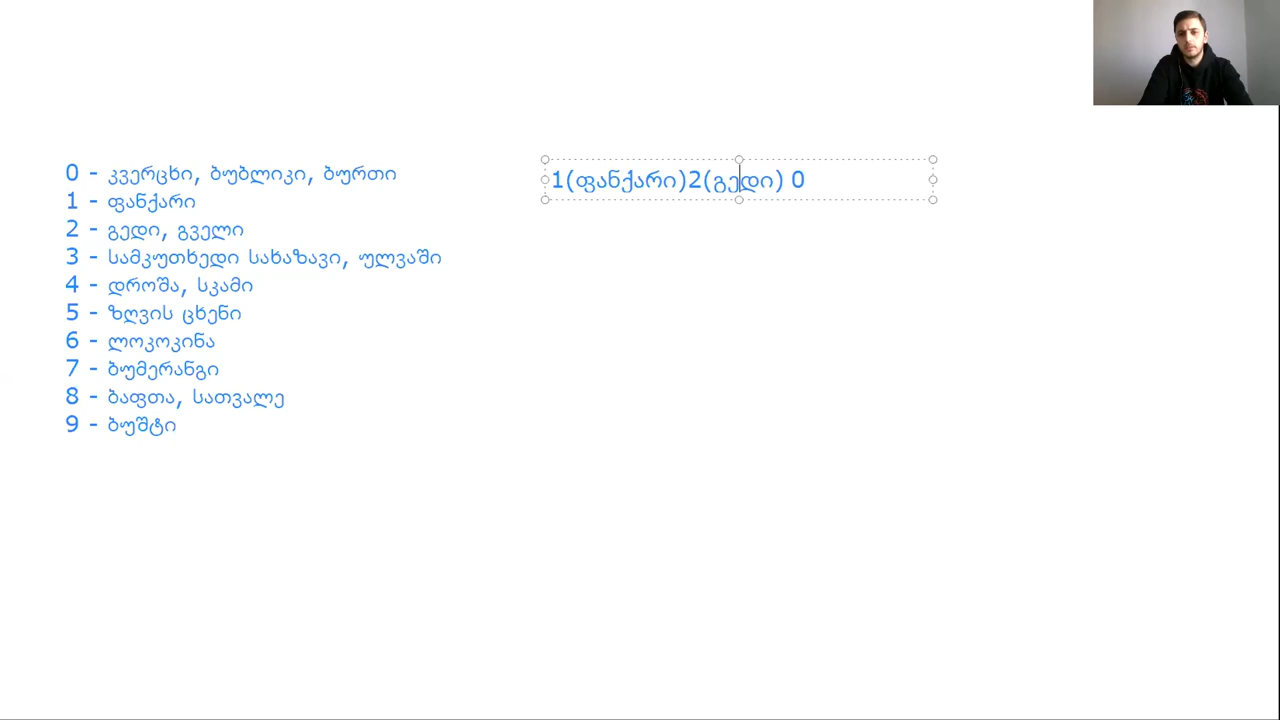 0 - კვერცხი, ბუბლიკი, ბურთი
1 - ფანქარი
2 - გედი, გველი
3 - სამკუთხედი სახაზავი, ულვაში
4 - დროშა, სკამი
5 - ზღვის ცხენი
6 - ლოკოკინა
7 - ბუმერანგი
8 - ბაფთა, სათვალე
9 - ბუშტი
1(ფანქარი)2(გედი) 0